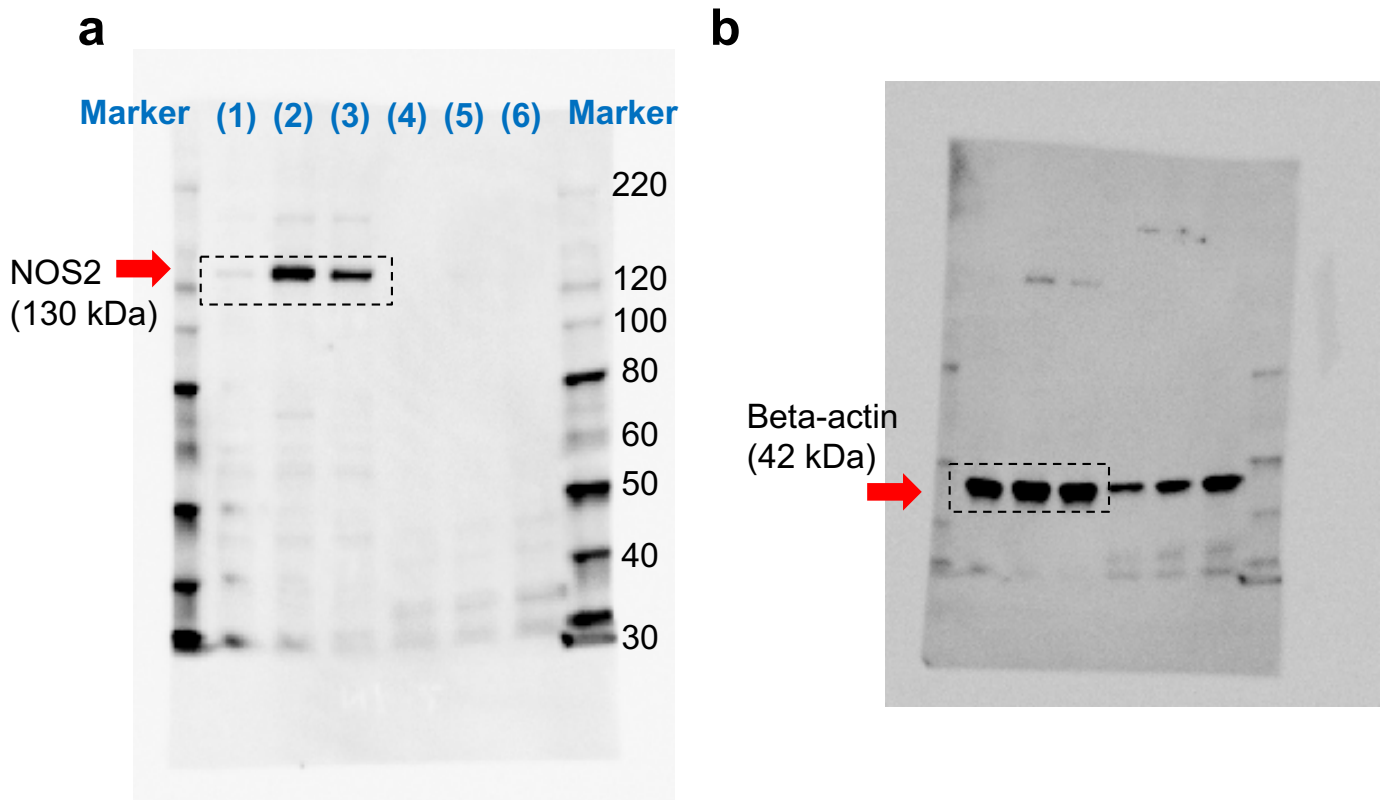 a
b
Marker (1) (2) (3) (4) (5) (6) Marker
220
NOS2
(130 kDa)
120
100
80
60
50
40
30
Beta-actin
(42 kDa)